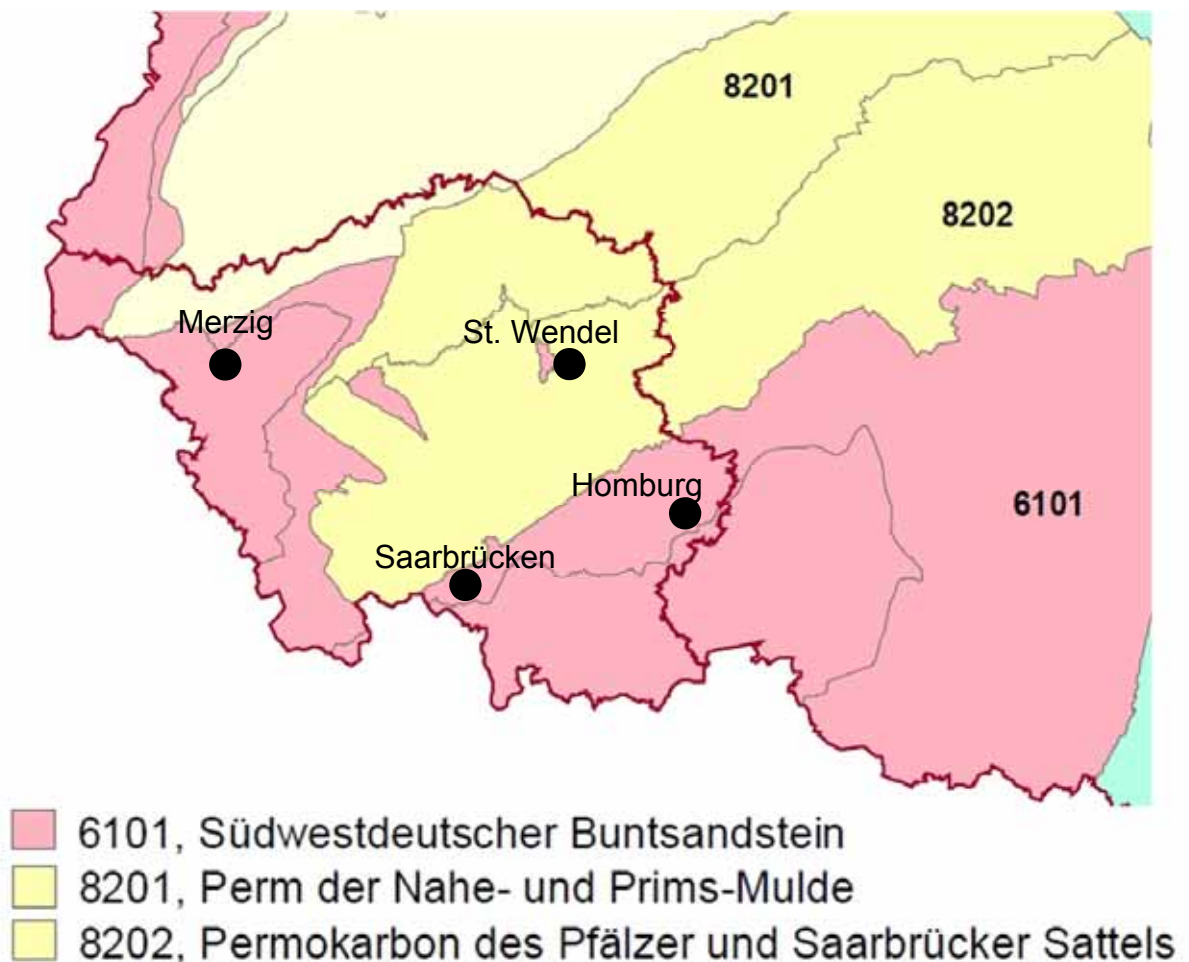 8201
8202
Merzig
St. Wendel
Homburg
6101
Saarbrücken
6101, Südwestdeutscher Buntsandstein
8201, Perm der Nahe- und Prims-Mulde
8202, Permokarbon des Pfälzer und Saarbrücker Sattels